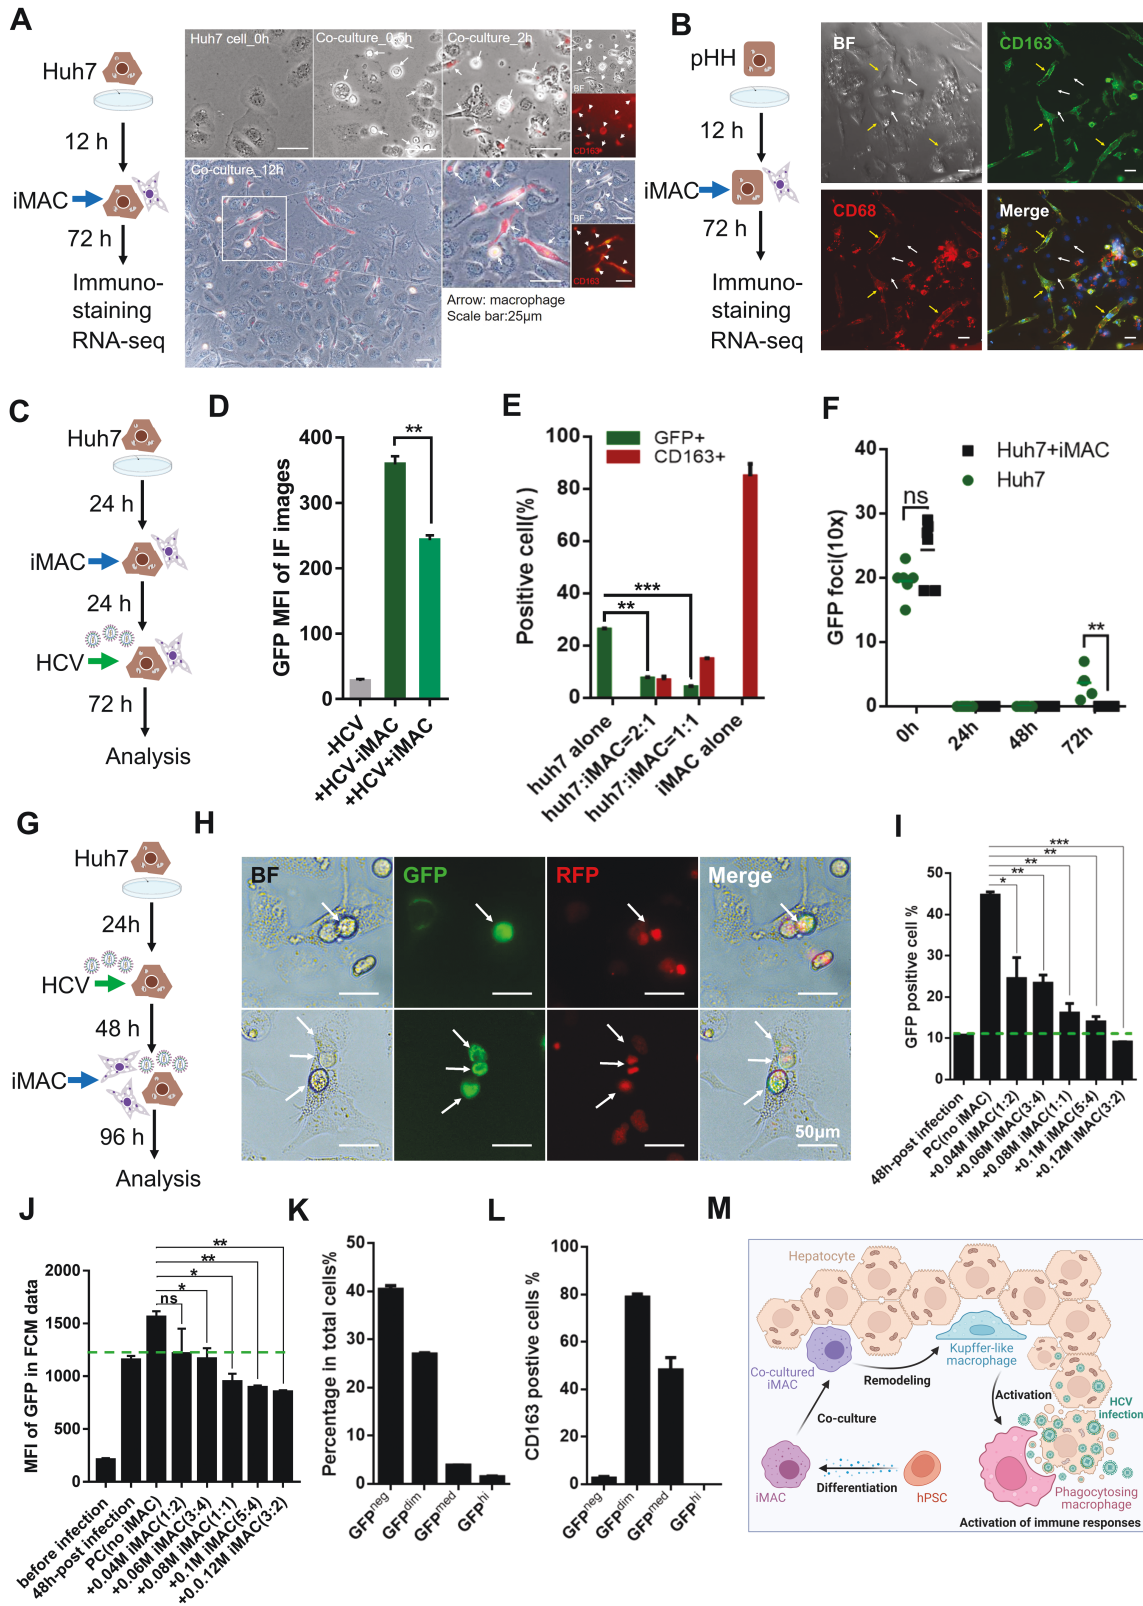 A
Huh7
12 h
iMAC
72 h
Immuno-
staining
RNA-seq
Huh7 cell_0h
Co-culture_0.5h
Co-culture_2h
BF
CD163
Co-culture_12h
BF
CD163
Arrow: macrophage
Scale bar:25μm
B
pHH
12 h
iMAC
72 h
Immuno-
staining
RNA-seq
BF
CD163
CD68
Merge
C
Huh7
24 h
iMAC
24 h
HCV
72 h
Analysis
D
GFP MFI of IF images
400
300
200
100
0
**
-HCV
+HCV-iMAC
+HCV+iMAC
E
Positive cell(%)
100
80
60
40
20
0
GFP+
CD163+
***
**
huh7 alone
huh7:iMAC=2:1
huh7:iMAC=1:1
iMAC alone
F
GFP foci(10x)
40
30
20
10
0
Huh7+iMAC
Huh7
ns
**
0h
24h
48h
72h
G
Huh7
24h
HCV
48 h
iMAC
96 h
Analysis
H
BF
GFP
RFP
Merge
50μm
I
GFP positive cell %
50
40
30
20
10
0
***
**
**
**
*
48h-post infection
PC(no iMAC)
+0.04M iMAC(1:2)
+0.06M iMAC(3:4)
+0.08M iMAC(1:1)
+0.1M iMAC(5:4)
+0.12M iMAC(3:2)
J
MFI of GFP in FCM data
2000
1500
1000
500
0
**
**
*
*
ns
before infection
48h-post infection
PC(no iMAC)
+0.04M iMAC(1:2)
+0.06M iMAC(3:4)
+0.08M iMAC(1:1)
+0.1M iMAC(5:4)
+0.0.12M iMAC(3:2)
K
Percentage in total cells%
50
40
30
20
10
0
GFPneg
GFPdim
GFPmed
GFPhi
L
CD163 postive cells %
100
80
60
40
20
0
GFPneg
GFPdim
GFPmed
GFPhi
M
Hepatocyte
Co-cultured
iMAC
Remodeling
Kupffer-like
macrophage
Activation
HCV
infection
Co-culture
iMAC
Differentiation
hPSC
Phagocytosing
macrophage
Activation of immune responses